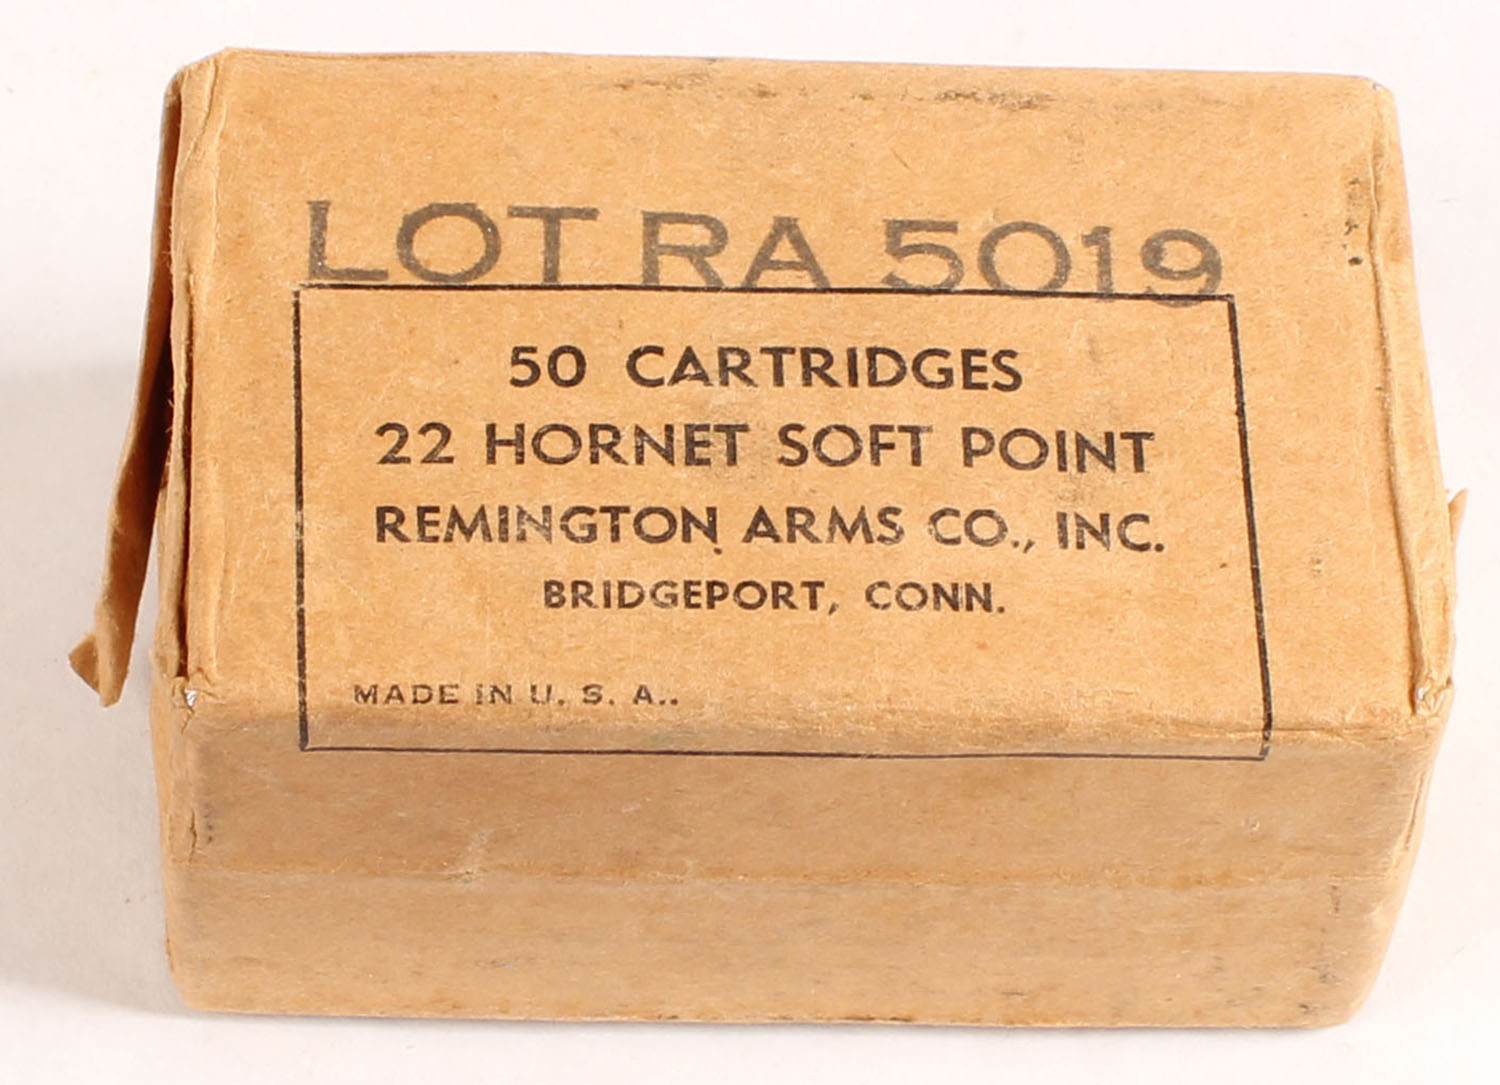 LOT RA 5019
50 CARTRIDGES
22 HORNET SOFT POINT
REMINGTON ARMS CO., INC.
BRIDGEPORT, CONN.
MADE IN U. S. A..